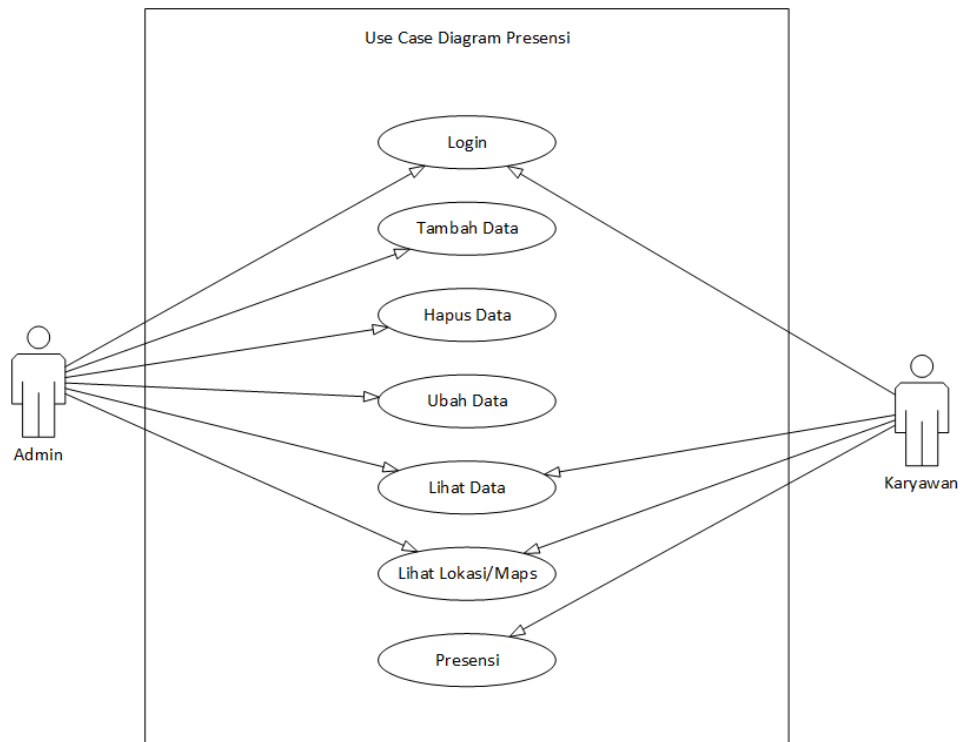 Use Case Diagram Presensi
Login
Tambah Data
Hapus Data
Ubah Data
Admin
Lihat Data
Karyawan
Lihat Lokasi/Maps
Presensi